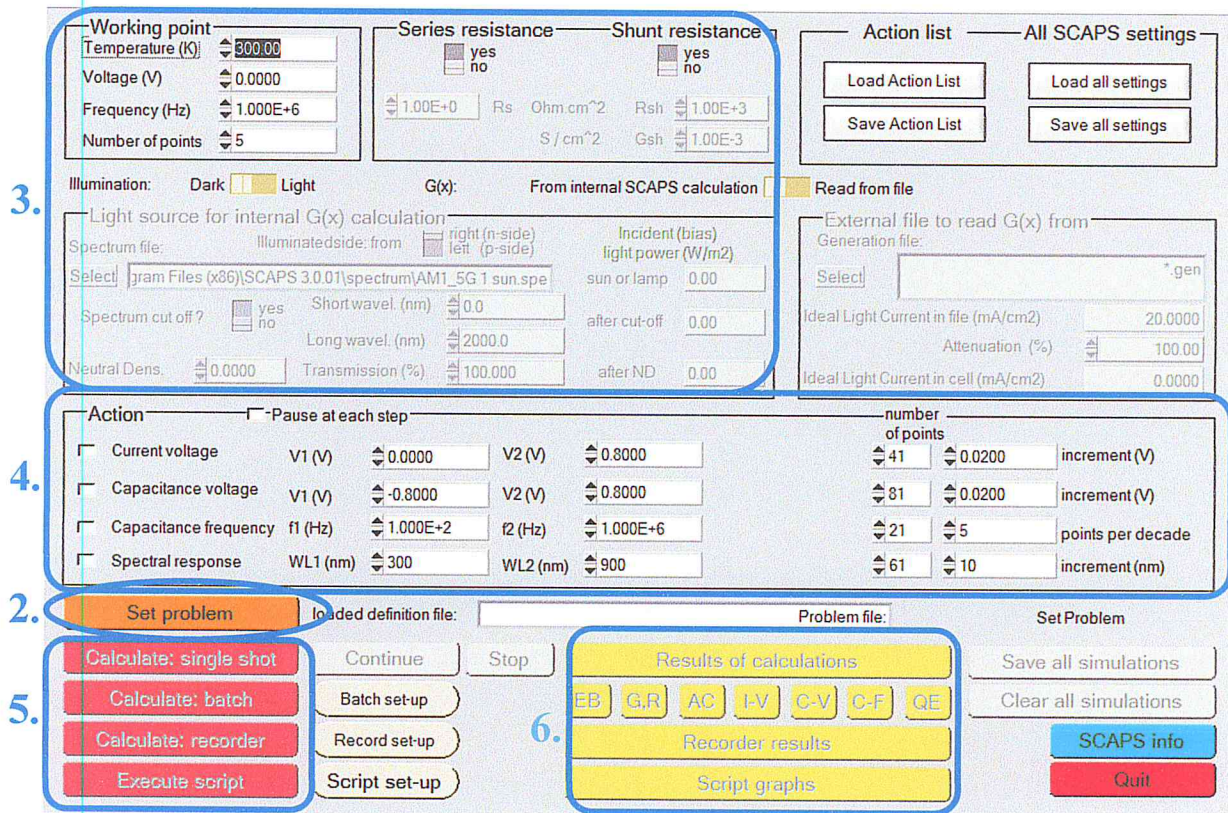 Working point
Temperature (K) 300.00
Voltage (V) 0.0000
Frequency (Hz) 1.000E+6
Number of points 5
Series resistance Shunt resistance
yes yes
no no
1.00E+0 Rs Ohm.cm^2 Rsh 1.00E+3
S / cm^2 Gsh 1.00E-3
Action list All SCAPS settings
Load Action List Load all settings
Save Action List Save all settings
3.
Illumination: Dark Light G(x): From internal SCAPS calculation Read from file
Light source for internal G(x) calculation
Spectrum file: Illuminatedside: from right (n-side)
left (p-side)
Incident (bias)
light power (W/m2)
Select gram Files (x86)\SCAPS 3.0.01\spectrum\AM1_5G 1 sun.spe sun or lamp 0.00
Spectrum cut off? yes
no
Short wavel. (nm) 0.0
Long wavel. (nm) 2000.0
after cut-off 0.00
Neutral Dens. 0.0000 Transmission (%) 100.000 after ND 0.00
External file to read G(x) from
Generation file:
Select *.gen
Ideal Light Current in file (mA/cm2) 20.0000
Attenuation (%) 100.00
Ideal Light Current in cell (mA/cm2) 0.0000
4.
Action Pause at each step number
of points
Current voltage V1 (V) 0.0000 V2 (V) 0.8000 41 0.0200 increment (V)
Capacitance voltage V1 (V) -0.8000 V2 (V) 0.8000 81 0.0200 increment (V)
Capacitance frequency f1 (Hz) 1.000E+2 f2 (Hz) 1.000E+6 21 5 points per decade
Spectral response WL1 (nm) 300 WL2 (nm) 900 61 10 increment (nm)
2.
Set problem loaded definition file: Problem file: Set Problem
5.
Calculate: single shot Continue Stop Results of calculations Save all simulations
Calculate: batch Batch set-up EB G,R AC I-V C-V C-F QE Clear all simulations
6.
Calculate: recorder Record set-up Recorder results SCAPS info
Execute script Script set-up Script graphs Quit